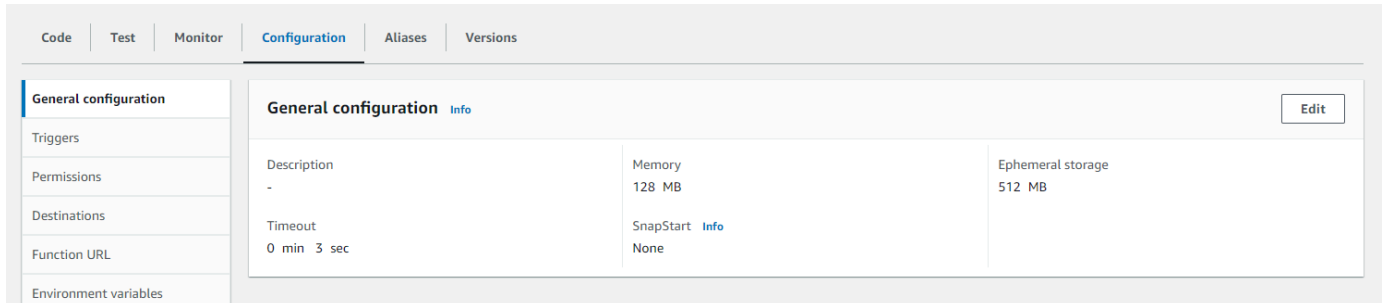 Code Test Monitor Configuration Aliases Versions
General configuration
Triggers
Permissions
Destinations
Function URL
Environment variables
General configuration Info
Edit
Description
-
Memory
128 MB
Ephemeral storage
512 MB
Timeout
0 min 3 sec
SnapStart Info
None